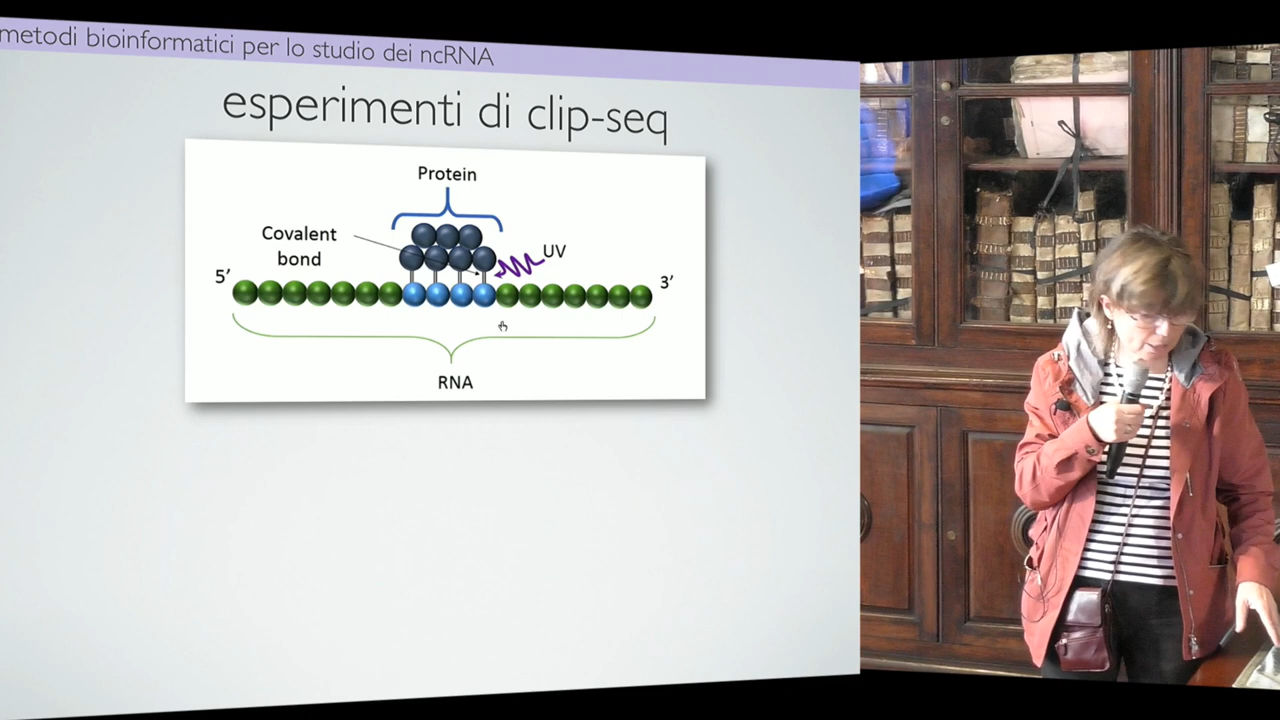 metodi bioinformatici per lo studio dei ncRNA
esperimenti di clip-seq
Protein
Covalent
bond
UV
5’
3’
RNA